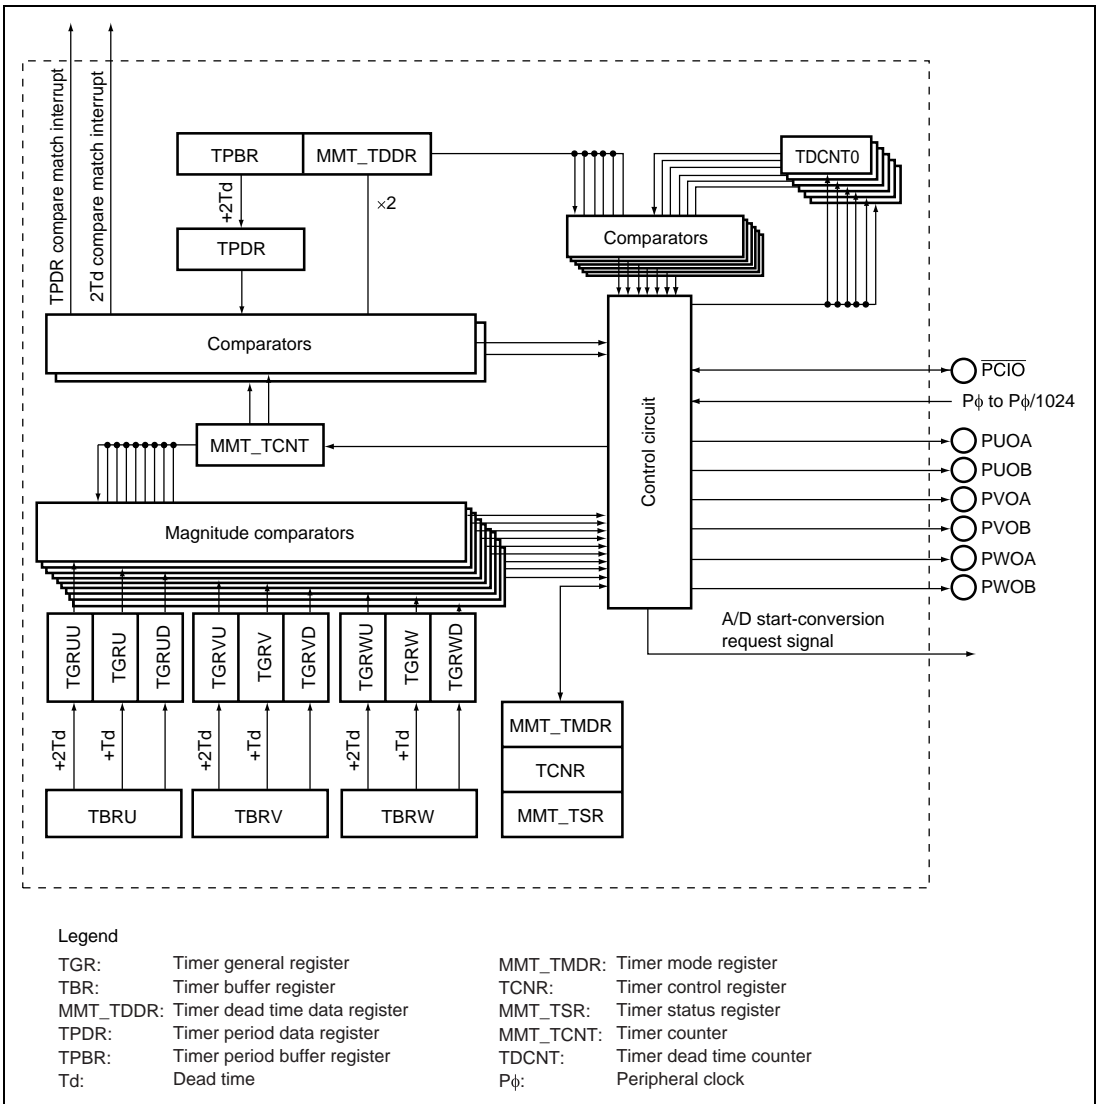 TPDR compare match interrupt
2Td compare match interrupt
TPBR
MMT_TDDR
TDCNT0
+2Td
×2
TPDR
Comparators
Comparators
Control circuit
PCIO
Pϕ to Pϕ/1024
MMT_TCNT
PUOA
PUOB
PVOA
PVOB
PWOA
PWOB
Magnitude comparators
A/D start-conversion
request signal
TGRUU
TGRU
TGRUD
TGRVU
TGRV
TGRVD
TGRWU
TGRW
TGRWD
+2Td
+Td
+2Td
+Td
+2Td
+Td
MMT_TMDR
TCNR
MMT_TSR
TBRU
TBRV
TBRW
Legend
TGR: Timer general register
TBR: Timer buffer register
MMT_TDDR: Timer dead time data register
TPDR: Timer period data register
TPBR: Timer period buffer register
Td: Dead time
MMT_TMDR: Timer mode register
TCNR: Timer control register
MMT_TSR: Timer status register
MMT_TCNT: Timer counter
TDCNT: Timer dead time counter
Pϕ: Peripheral clock